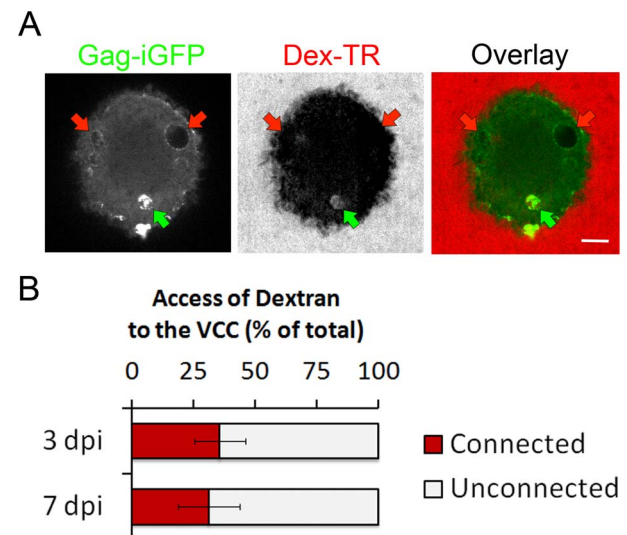 A
Gag-iGFP Dex-TR Overlay
B
Access of Dextran
to the VCC (% of total)
0 25 50 75 100
3 dpi
7 dpi
Connected
Unconnected